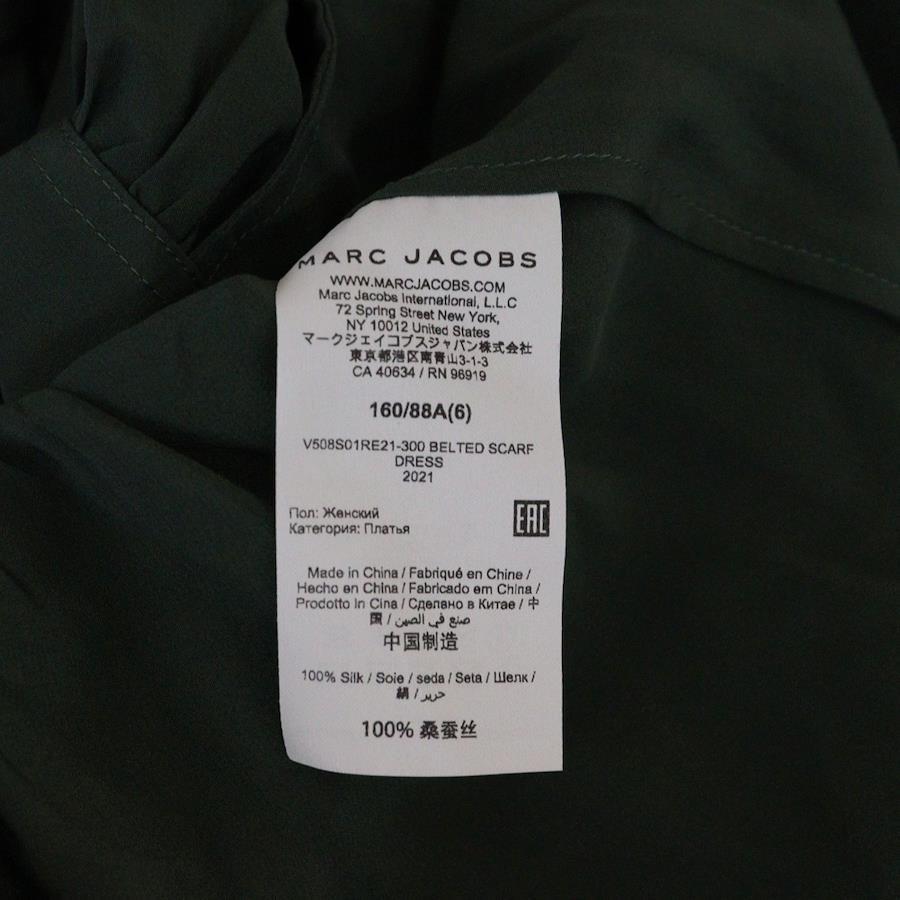 MARC JACOBS
WWW.MARCJACOBS.COM
Marc Jacobs International, L.L.C
72 Spring Street New York,
NY 10012 United States
マークジェイコブスジャパン株式会社
東京都港区南青山3-1-3
CA 40634 / RN 96919
160/88A(6)
V508S01RE21-300 BELTED SCARF
DRESS
2021
Пол: Женский
Категория: Платья
EAC
Made in China / Fabriqué en Chine /
Hecho en China / Fabricado em China /
Prodotto in Cina / Сделано в Китае / 中
国 / صنع في الصين
中国制造
100% Silk / Soie / seda / Seta / Шелк /
絹 / حرير
100% 桑蚕丝